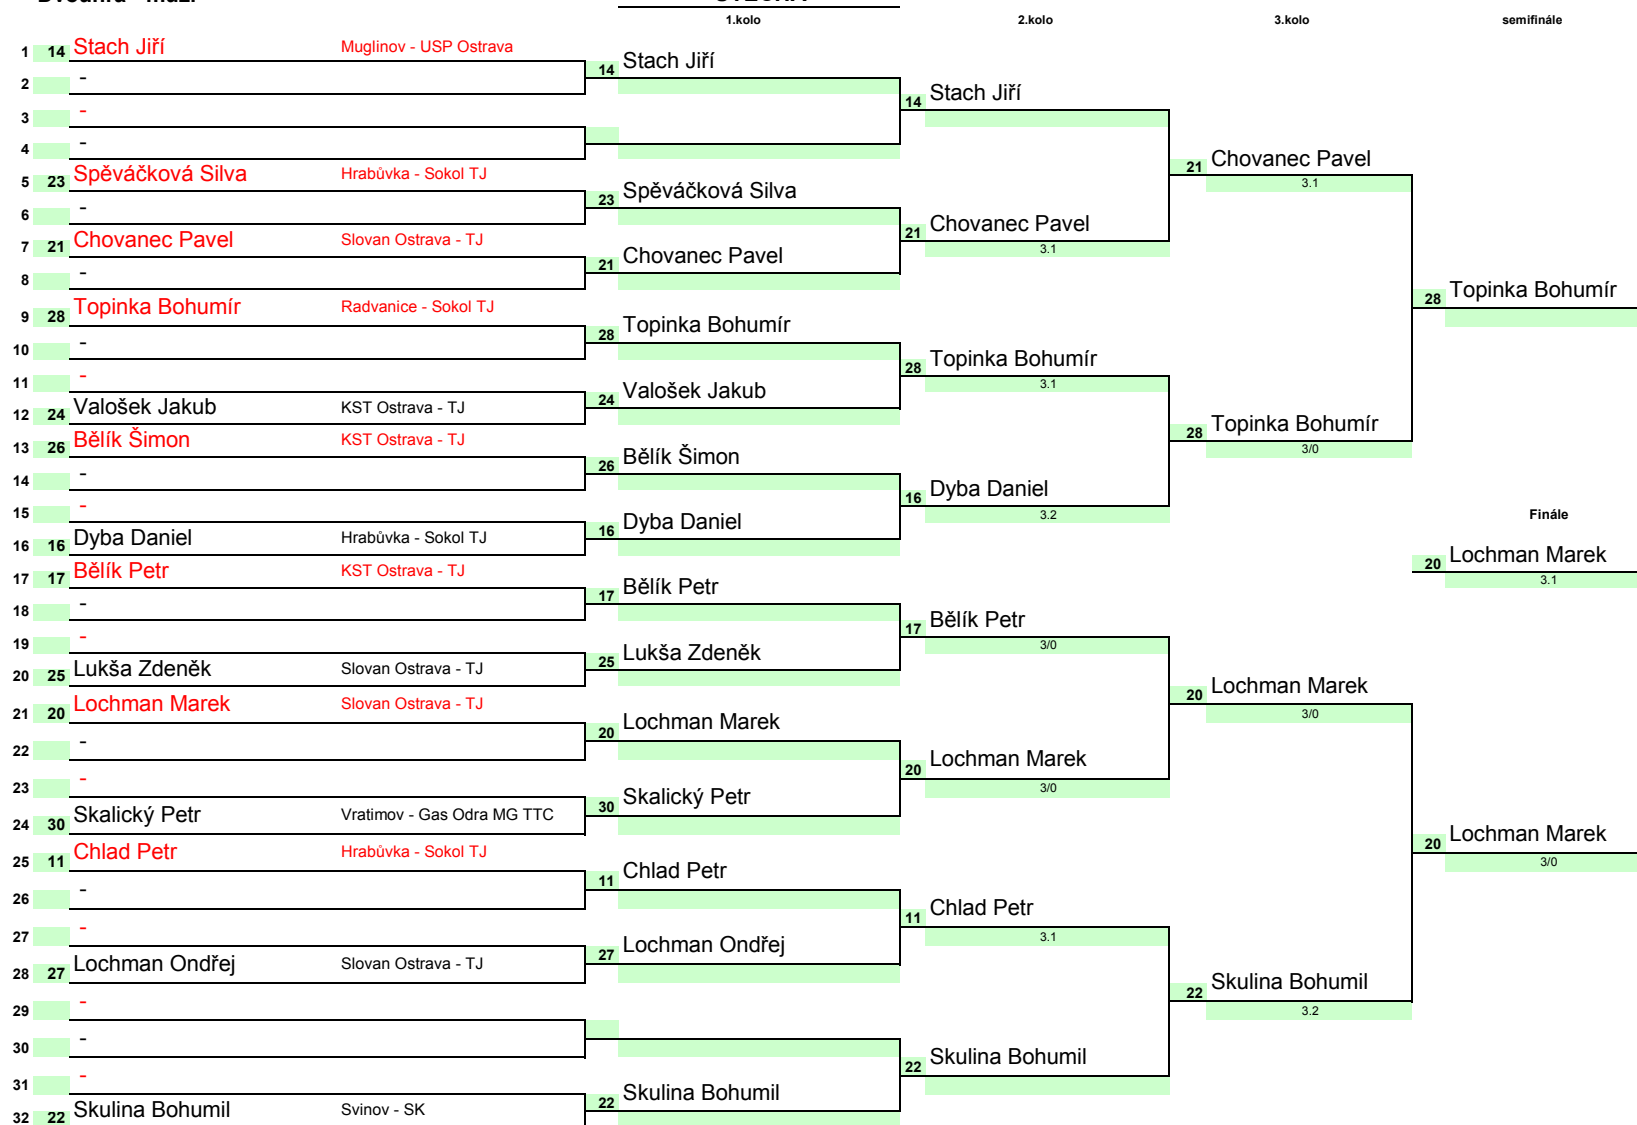 1.kolo 2.kolo 3.kolo semifinále
1 14 Stach Jiří Muglinov - USP Ostrava
14 Stach Jiří
2 -
14 Stach Jiří
3 -
4 -
21 Chovanec Pavel
3.1
5 23 Spěváčková Silva Hrabůvka - Sokol TJ
23 Spěváčková Silva
6 -
21 Chovanec Pavel
3.1
7 21 Chovanec Pavel Slovan Ostrava - TJ
21 Chovanec Pavel
8 -
28 Topinka Bohumír
9 28 Topinka Bohumír Radvanice - Sokol TJ
28 Topinka Bohumír
10 -
28 Topinka Bohumír
3.1
11 -
24 Valošek Jakub
12 24 Valošek Jakub KST Ostrava - TJ
28 Topinka Bohumír
3/0
13 26 Bělík Šimon KST Ostrava - TJ
26 Bělík Šimon
14 -
16 Dyba Daniel
3.2
15 -
Finále
16 Dyba Daniel
16 16 Dyba Daniel Hrabůvka - Sokol TJ
20 Lochman Marek
3.1
17 17 Bělík Petr KST Ostrava - TJ
17 Bělík Petr
18 -
17 Bělík Petr
3/0
19 -
25 Lukša Zdeněk
20 25 Lukša Zdeněk Slovan Ostrava - TJ
20 Lochman Marek
3/0
21 20 Lochman Marek Slovan Ostrava - TJ
20 Lochman Marek
22 -
20 Lochman Marek
3/0
23 -
30 Skalický Petr
24 30 Skalický Petr Vratimov - Gas Odra MG TTC
20 Lochman Marek
3/0
25 11 Chlad Petr Hrabůvka - Sokol TJ
11 Chlad Petr
26 -
11 Chlad Petr
3.1
27 -
27 Lochman Ondřej
28 27 Lochman Ondřej Slovan Ostrava - TJ
22 Skulina Bohumil
3.2
29 -
30 -
22 Skulina Bohumil
31 -
22 Skulina Bohumil
32 22 Skulina Bohumil Svinov - SK